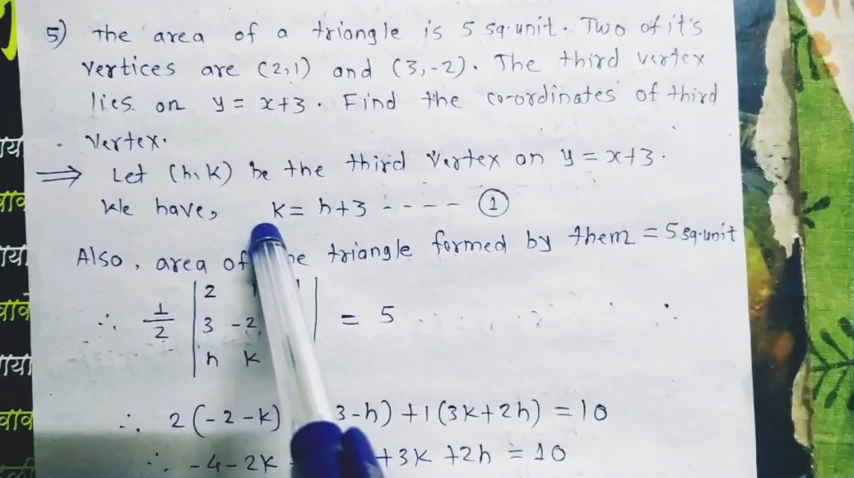 5) The area of a triangle is 5 sq.unit. Two of it's
vertices are (2,1) and (3,-2). The third vertex
lies on y = x+3. Find the co-ordinates of third
vertex.
⟹ Let (h,k) be the third vertex on y = x+3.
We have, k = h+3 ---- ①
Also, area of triangle formed by them = 5 sq.unit
∴ 1/2 | 2
3 -2 | = 5
h k
∴ 2(-2-k) 3-h) +1(3k+2h) = 10
∴ -4-2k +3k +2h = 10